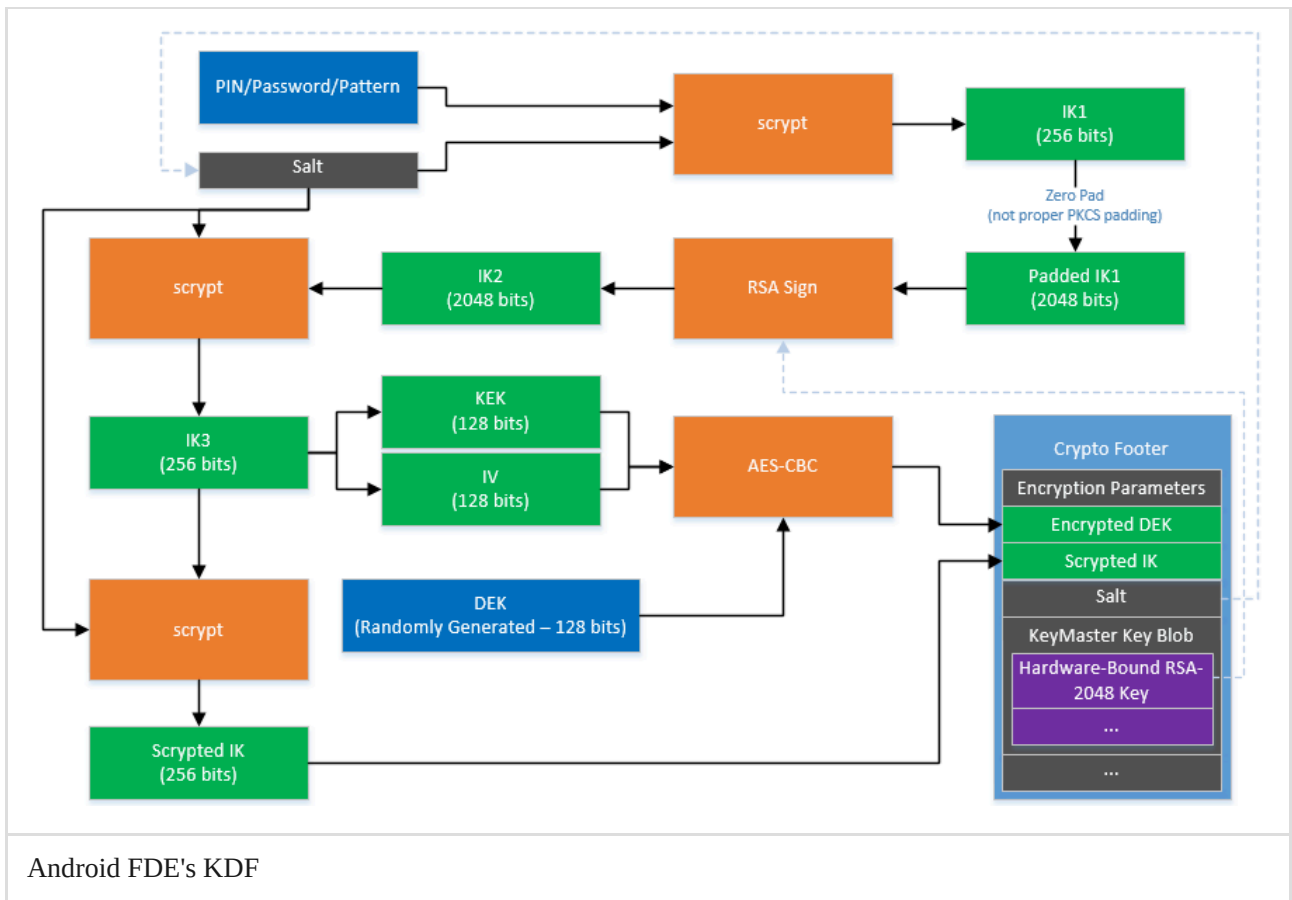 PIN/Password/Pattern
scrypt
IK1
(256 bits)
Salt
Zero Pad
(not proper PKCS padding)
scrypt
IK2
(2048 bits)
RSA Sign
Padded IK1
(2048 bits)
KEK
(128 bits)
IK3
(256 bits)
IV
(128 bits)
AES-CBC
Crypto Footer
Encryption Parameters
Encrypted DEK
Scrypted IK
Salt
KeyMaster Key Blob
Hardware-Bound RSA-
2048 Key
...
...
scrypt
DEK
(Randomly Generated – 128 bits)
Scrypted IK
(256 bits)
Android FDE's KDF